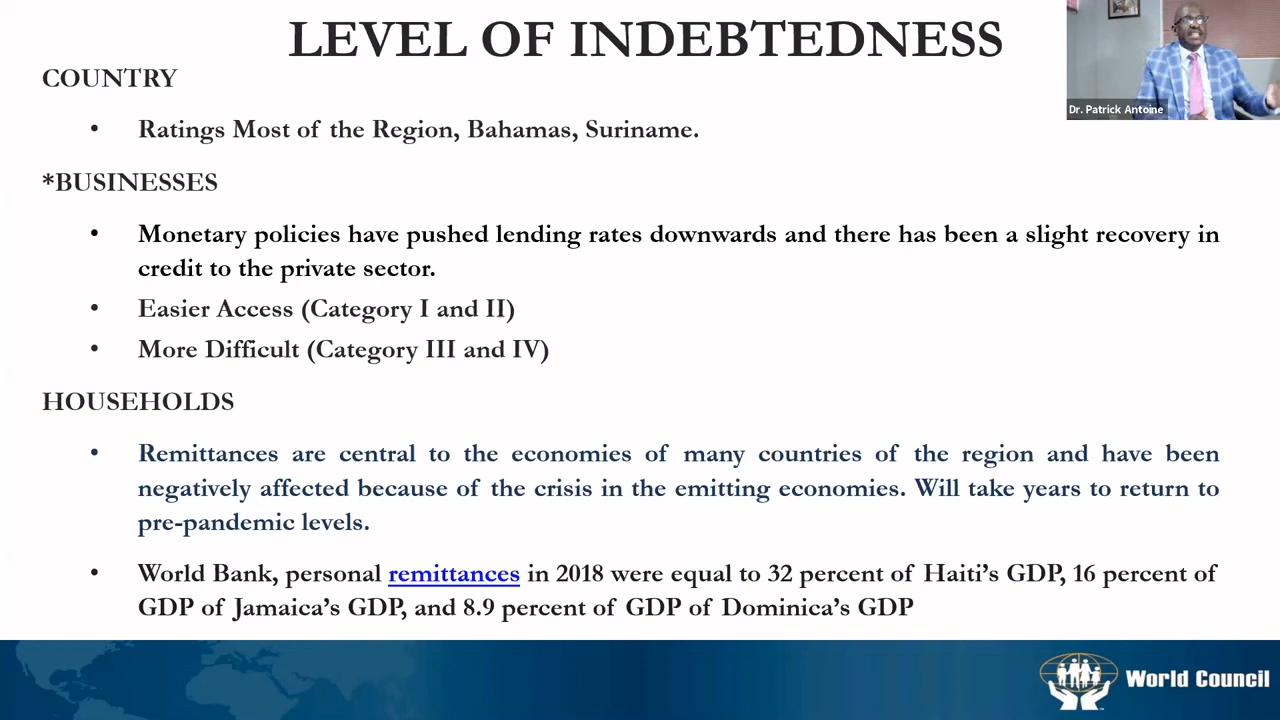 LEVEL OF INDEBTEDNESS
COUNTRY
Dr. Patrick Antoine
• Ratings Most of the Region, Bahamas, Suriname.
*BUSINESSES
• Monetary policies have pushed lending rates downwards and there has been a slight recovery in
credit to the private sector.
• Easier Access (Category I and II)
• More Difficult (Category III and IV)
HOUSEHOLDS
• Remittances are central to the economies of many countries of the region and have been
negatively affected because of the crisis in the emitting economies. Will take years to return to
pre-pandemic levels.
• World Bank, personal remittances in 2018 were equal to 32 percent of Haiti's GDP, 16 percent of
GDP of Jamaica's GDP, and 8.9 percent of GDP of Dominica's GDP
World Council